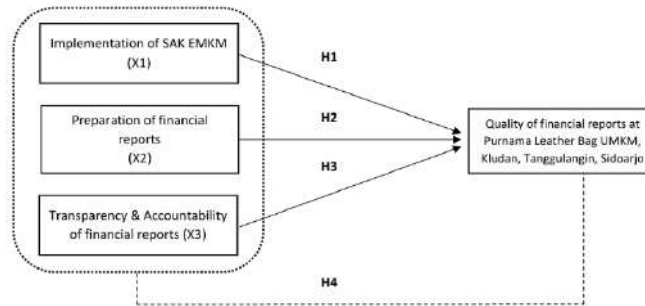 Implementation of SAK EMKM
(X1)
H1
Preparation of financial
reports
(X2)
H2
Quality of financial reports at
Purnama Leather Bag UMKM,
Kludan, Tanggulangin, Sidoarjo
H3
Transparency & Accountability
of financial reports (X3)
H4